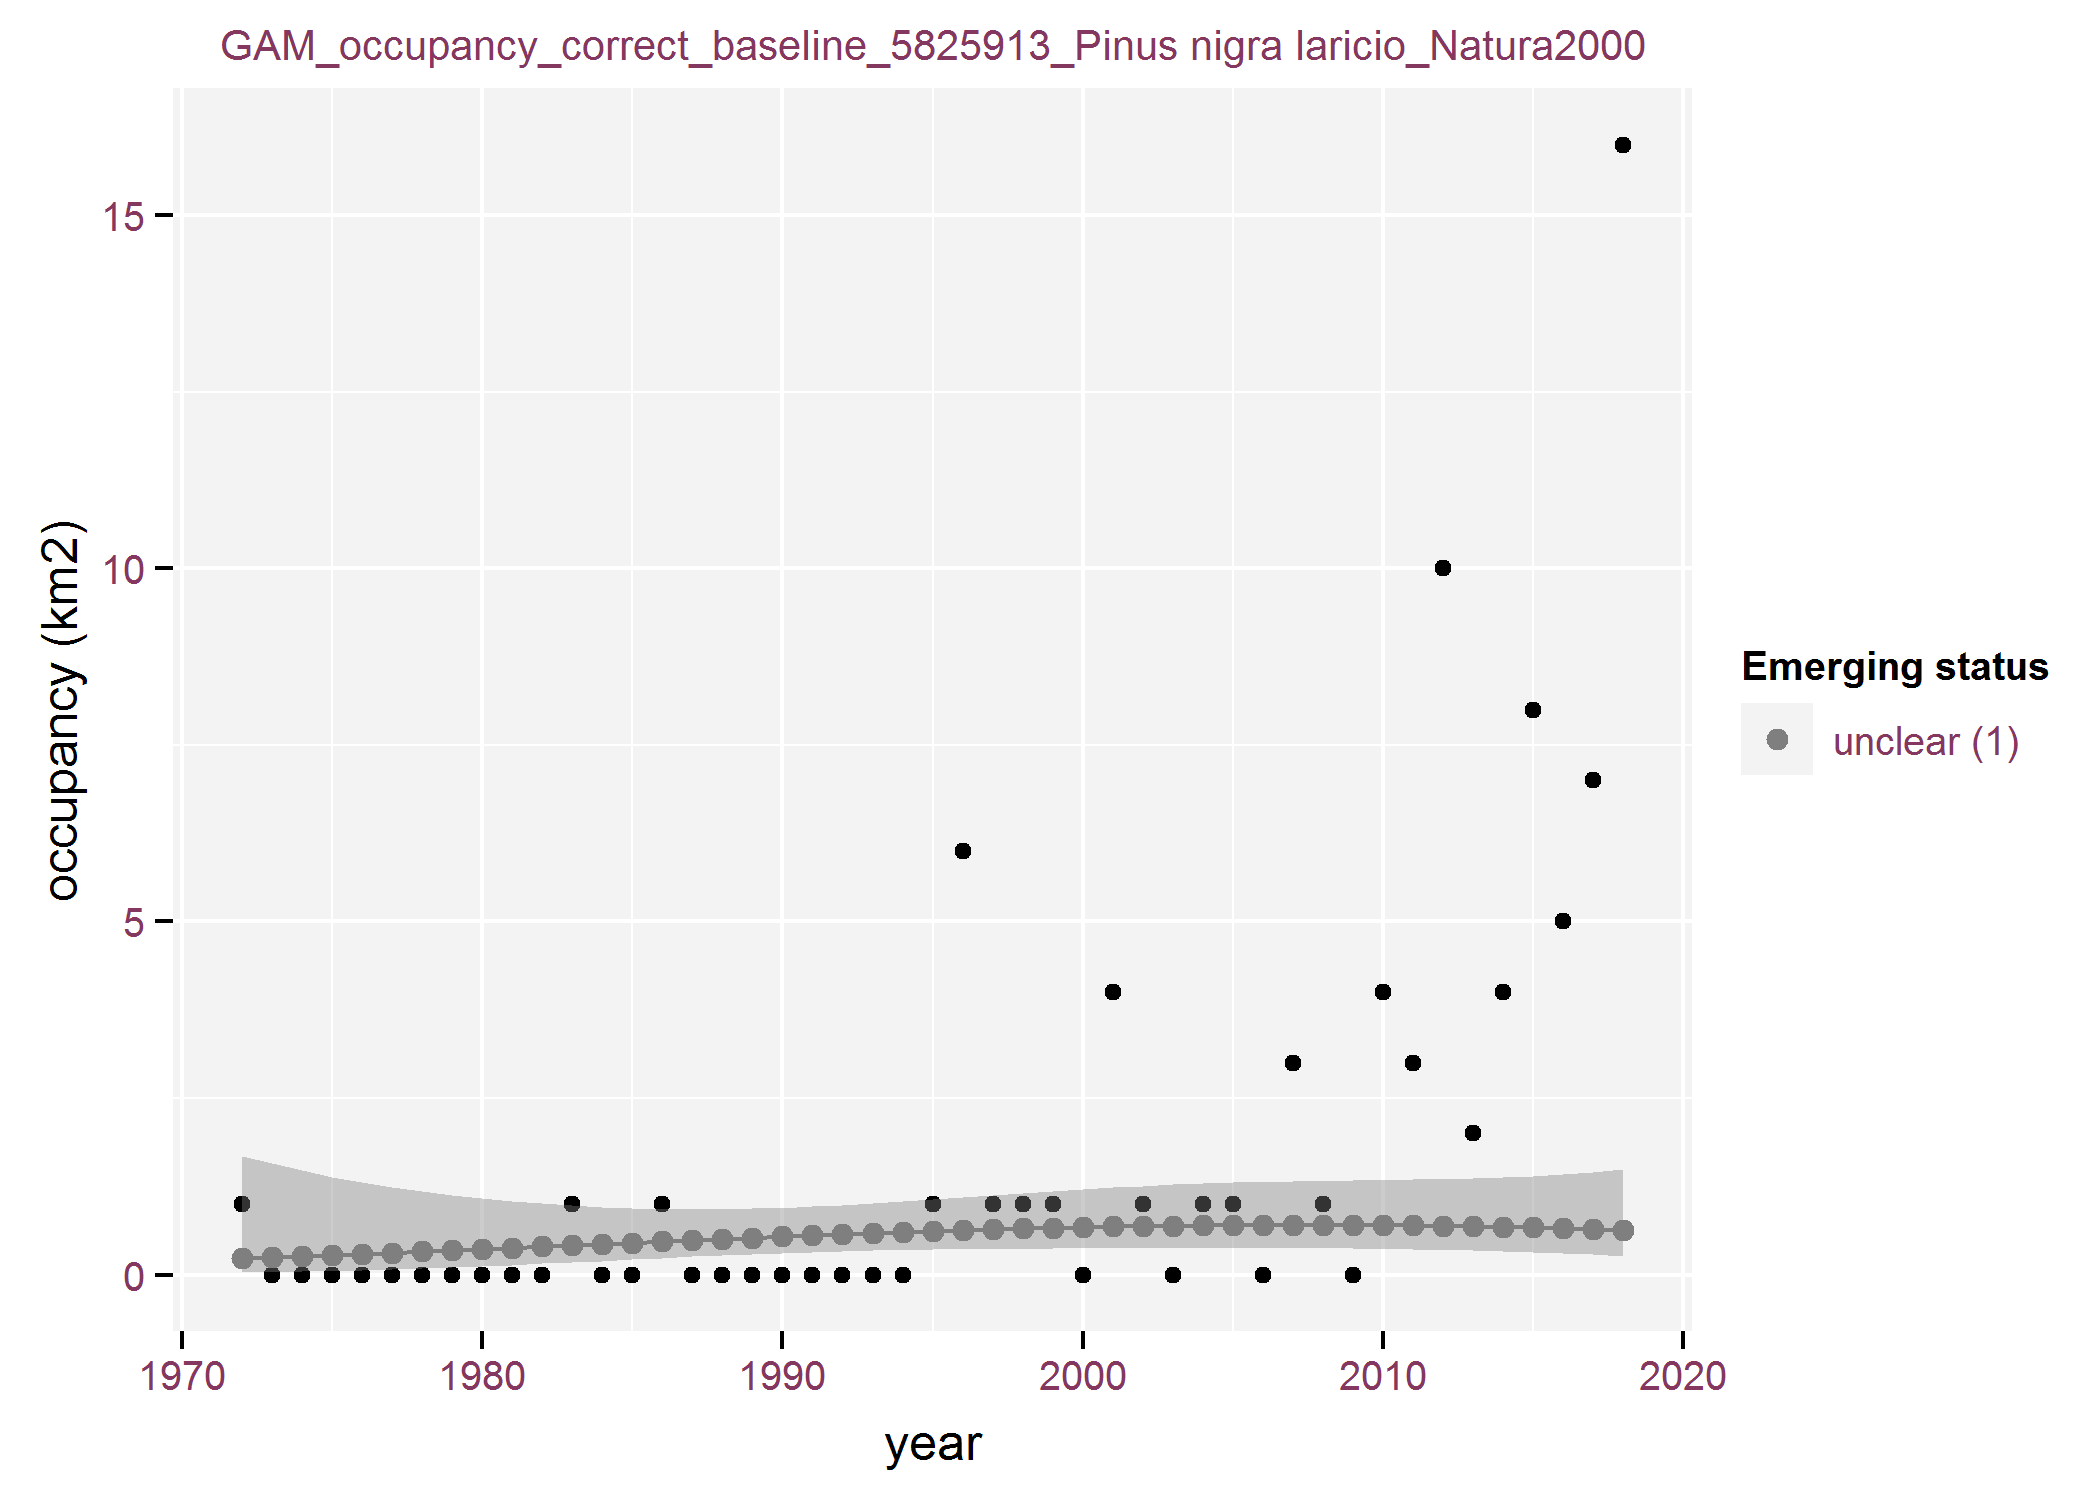 GAM_occupancy_correct_baseline_5825913_Pinus nigra laricio_Natura2000
occupancy (km2)
15
10
5
0
1970
1980
1990
2000
2010
2020
year
Emerging status
unclear (1)